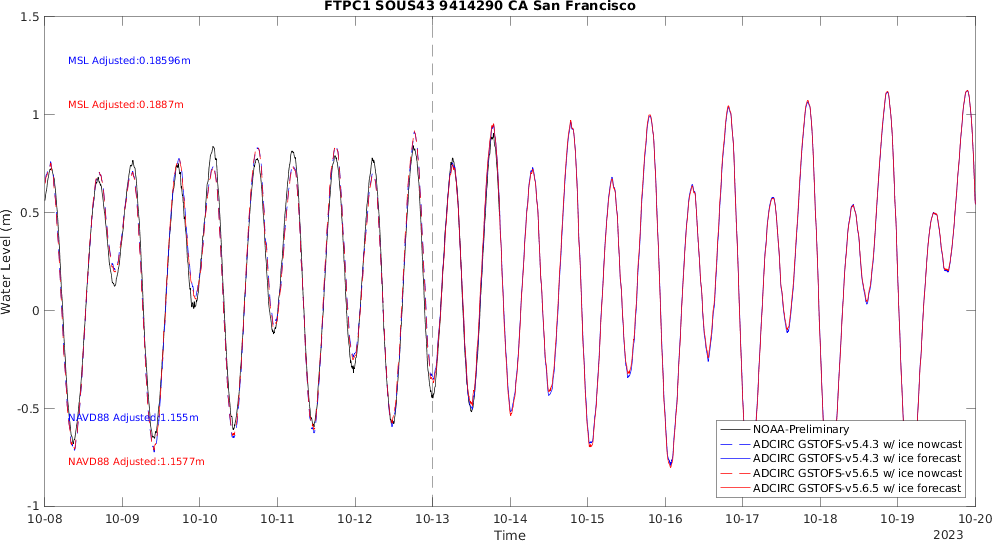 FTPC1 SOUS43 9414290 CA San Francisco
1.5
1
0.5
0
-0.5
-1
Water Level (m)
MSL Adjusted:0.18596m
MSL Adjusted:0.1887m
NAVD88 Adjusted:1.155m
NAVD88 Adjusted:1.1577m
NOAA-Preliminary
ADCIRC GSTOFS-v5.4.3 w/ ice nowcast
ADCIRC GSTOFS-v5.4.3 w/ ice forecast
ADCIRC GSTOFS-v5.6.5 w/ ice nowcast
ADCIRC GSTOFS-v5.6.5 w/ ice forecast
10-08 10-09 10-10 10-11 10-12 10-13 10-14 10-15 10-16 10-17 10-18 10-19 10-20
Time
2023